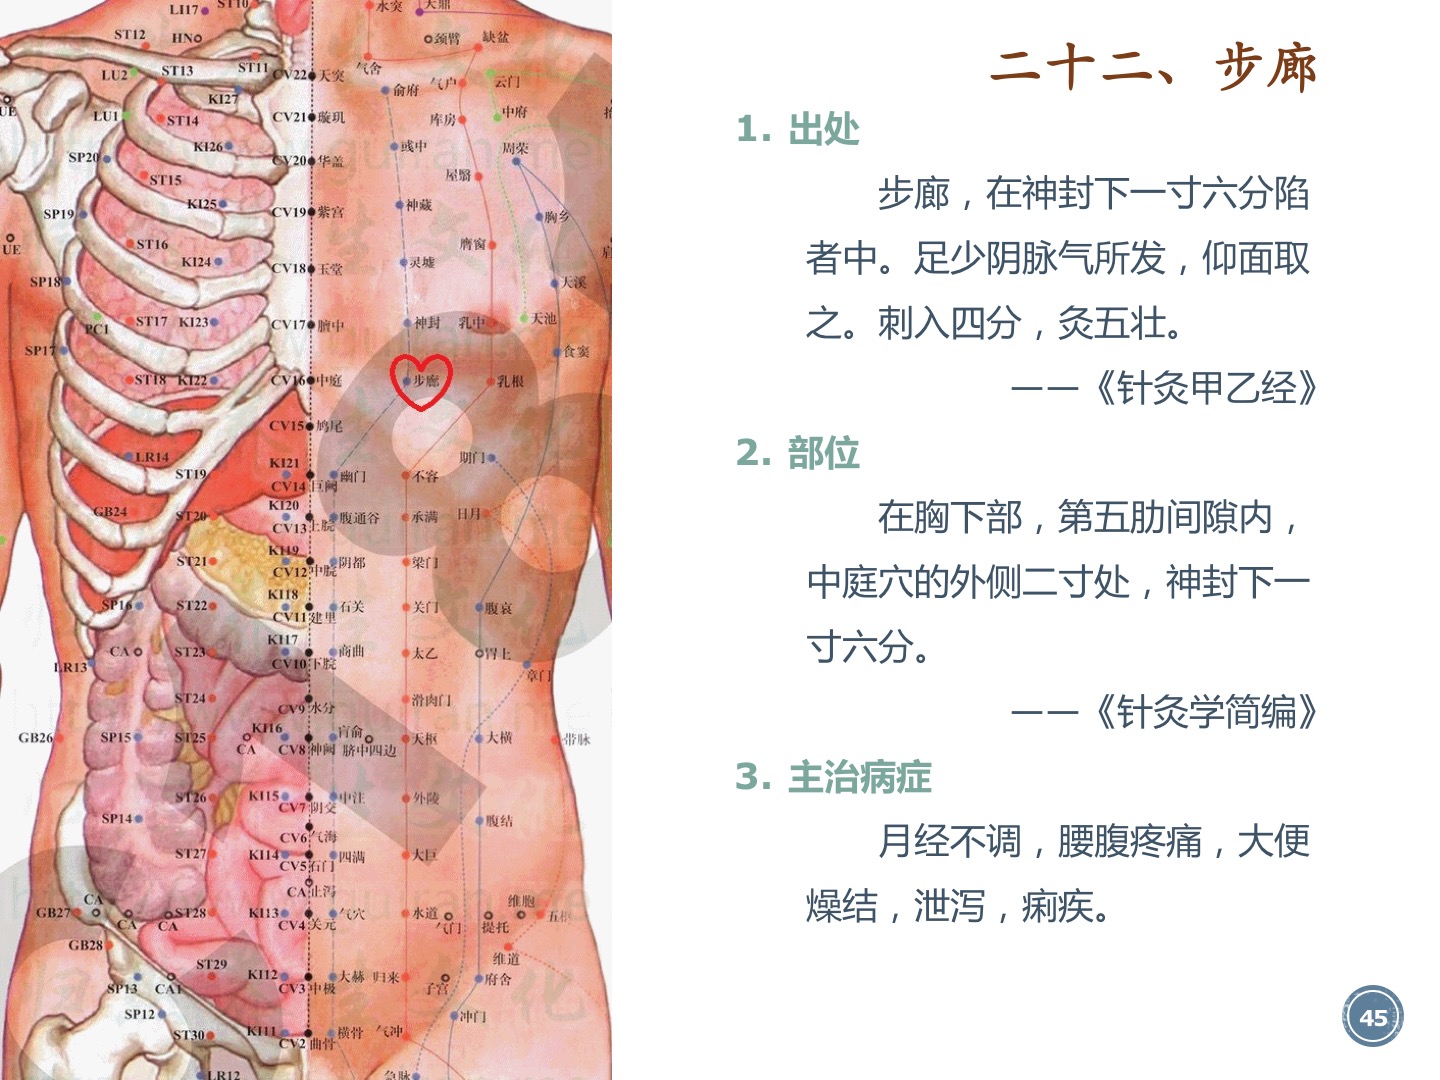 二十二、步廊
1. 出处
步廊，在神封下一寸六分陷
者中。足少阴脉气所发，仰面取
之。刺入四分，灸五壮。
——《针灸甲乙经》
2. 部位
在胸下部，第五肋间隙内，
中庭穴的外侧二寸处，神封下一
寸六分。
——《针灸学简编》
3. 主治病症
月经不调，腰腹疼痛，大便
燥结，泄泻，痢疾。
45
LI17
ST10
水突
天鼎
ST12
HN
颈臂
缺盆
LU2
ST13
ST11
CV22 天突
气舍
俞府
气户
云门
UE
KI27
LU1
ST14
CV21 璇玑
库房
中府
SP20
KI26
CV20 华盖
彧中
周荣
ST15
屋翳
SP19
KI25
CV19 紫宫
神藏
胸乡
UE
ST16
KI24
CV18 玉堂
灵墟
膺窗
SP18
天溪
PC1
ST17
KI23
CV17 膻中
神封
乳中
天池
SP17
食窦
ST18
KI22
CV16 中庭
步廊
乳根
CV15 鸠尾
LR14
KI21
期门
ST19
CV14 巨阙
幽门
不容
GB24
ST20
KI20
CV13 上脘
腹通谷
承满
日月
ST21
KI19
CV12 中脘
阴都
梁门
SP16
ST22
KI18
CV11 建里
石关
关门
腹哀
CA
ST23
KI17
CV10 下脘
商曲
太乙
胃上
LR13
章门
ST24
CV9 水分
滑肉门
GB26
SP15
ST25
CA
KI16
CV8 神阙
肓俞
脐中四边
天枢
大横
带脉
ST26
KI15
CV7 阴交
中注
外陵
SP14
CV6 气海
腹结
ST27
KI14
CV5 石门
四满
大巨
CA 止泻
CA
GB27
CA
CA
ST28
KI13
CV4 关元
气穴
水道
气门
提托
维胞
五枢
GB28
维道
SP13
CA1
ST29
KI12
CV3 中极
大赫
归来
子宫
府舍
SP12
冲门
ST30
KI11
CV2 曲骨
横骨
气冲
LR12
急脉